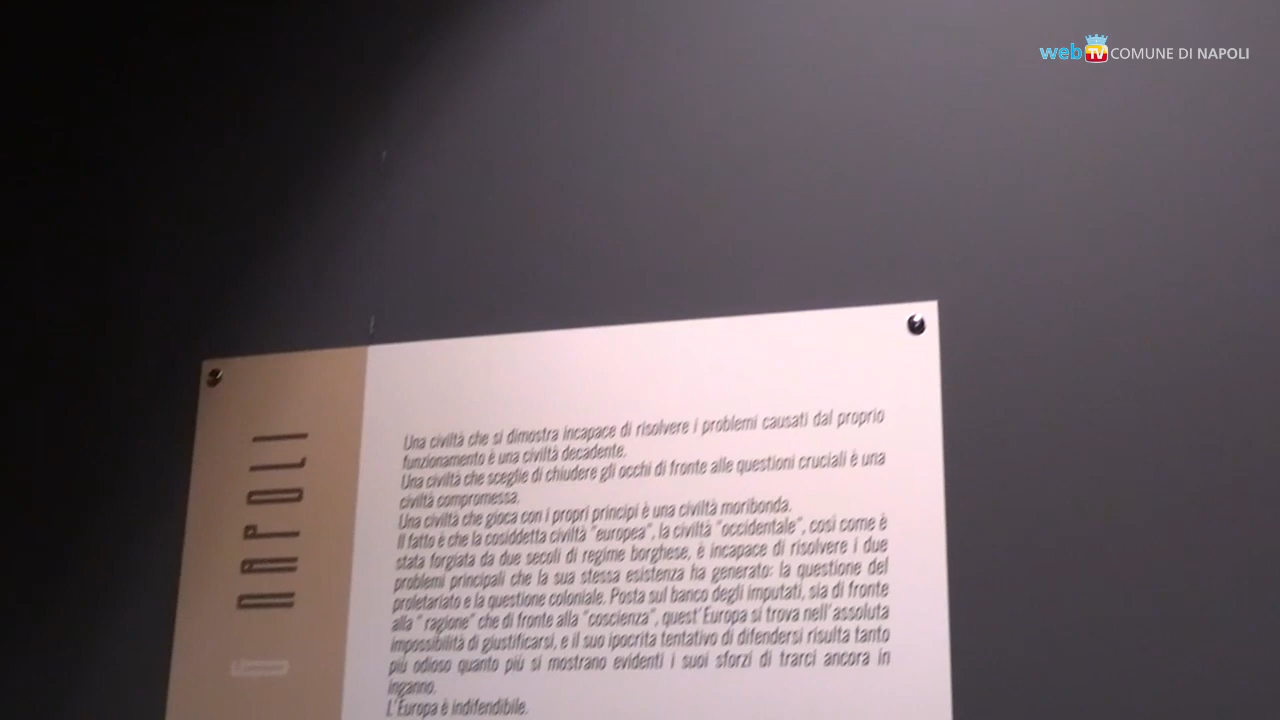 web TV COMUNE DI NAPOLI
NAPOLI
Una civiltà che si dimostra incapace di risolvere i problemi causati dal proprio
funzionamento è una civiltà decadente.
Una civiltà che sceglie di chiudere gli occhi di fronte alle questioni cruciali è una
civiltà compromessa.
Una civiltà che gioca con i propri principi è una civiltà moribonda.
Il fatto è che la cosiddetta civiltà "europea", la civiltà "occidentale", così come è
stata forgiata da due secoli di regime borghese, è incapace di risolvere i due
problemi principali che la sua stessa esistenza ha generato: la questione del
proletariato e la questione coloniale. Posta sul banco degli imputati, sia di fronte
alla " ragione" che di fronte alla "coscienza", quest'Europa si trova nell'assoluta
impossibilità di giustificarsi, e il suo ipocrita tentativo di difendersi risulta tanto
più odioso quanto più si mostrano evidenti i suoi sforzi di trarci ancora in
inganno.
L'Europa è indifendibile.